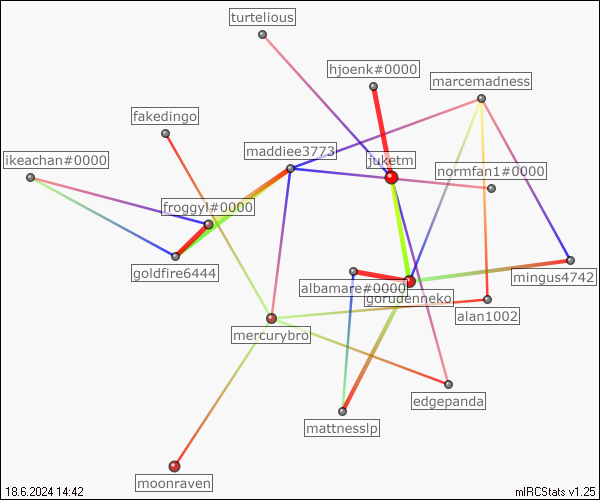 turtelious
hjoenk#0000
marcemadness
fakedingo
maddiee3773
juketm
ikeachan#0000
normfan1#0000
froggyl#0000
goldfire6444
mingus4742
albamare#0000
gorudenneko
alan1002
mercurybro
edgepanda
mattnesslp
moonraven
18.6.2024 14:42
mIRCStats v1.25